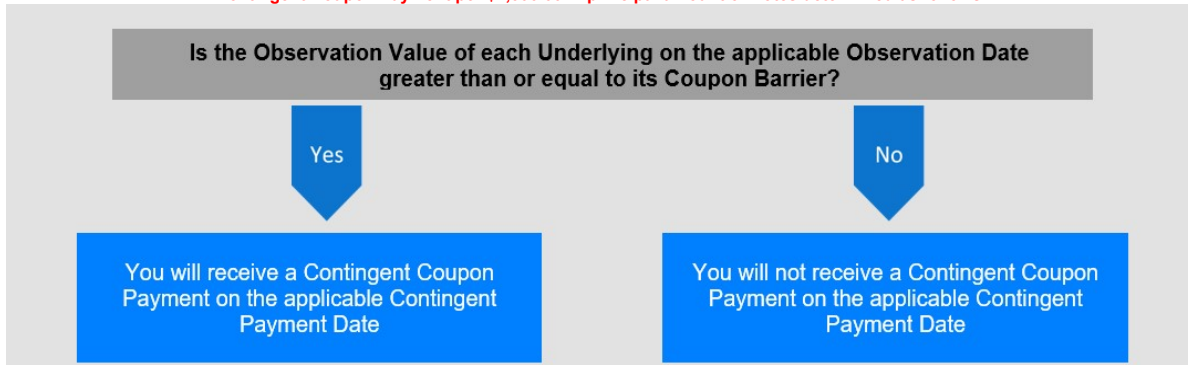 Is the Observation Value of each Underlying on the applicable Observation Date
greater than or equal to its Coupon Barrier?
Yes
No
You will receive a Contingent Coupon
Payment on the applicable Contingent
Payment Date
You will not receive a Contingent Coupon
Payment on the applicable Contingent
Payment Date